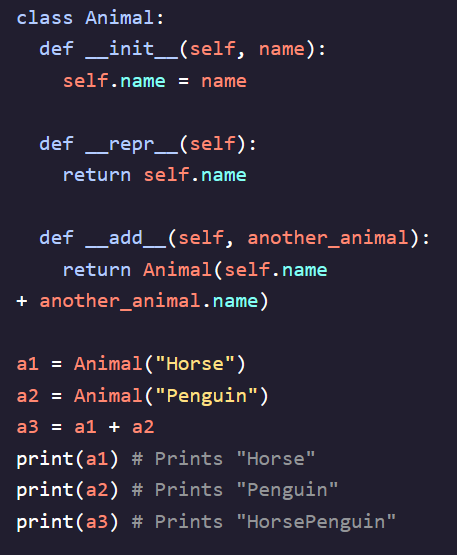 class Animal:
  def __init__(self, name):
    self.name = name

  def __repr__(self):
    return self.name

  def __add__(self, another_animal):
    return Animal(self.name
+ another_animal.name)

a1 = Animal("Horse")
a2 = Animal("Penguin")
a3 = a1 + a2
print(a1) # Prints "Horse"
print(a2) # Prints "Penguin"
print(a3) # Prints "HorsePenguin"